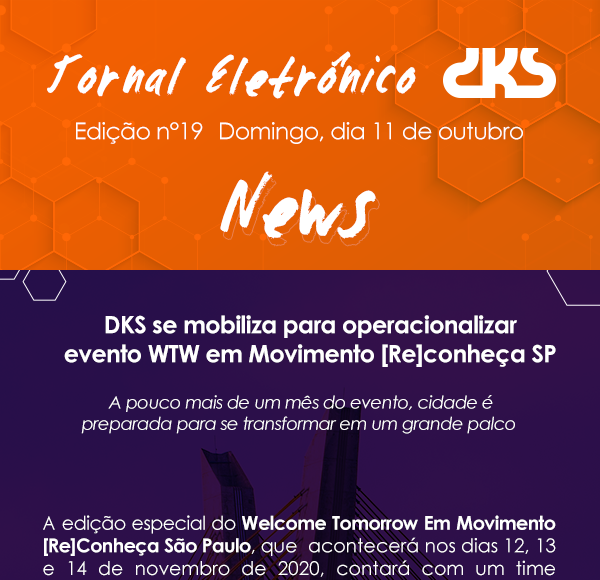 Jornal Eletrônico DKS
Edição nº19 Domingo, dia 11 de outubro
News
DKS se mobiliza para operacionalizar
evento WTW em Movimento [Re]conheça SP
A pouco mais de um mês do evento, cidade é
preparada para se transformar em um grande palco
A edição especial do Welcome Tomorrow Em Movimento
[Re]Conheça São Paulo, que acontecerá nos dias 12, 13
e 14 de novembro de 2020, contará com um time